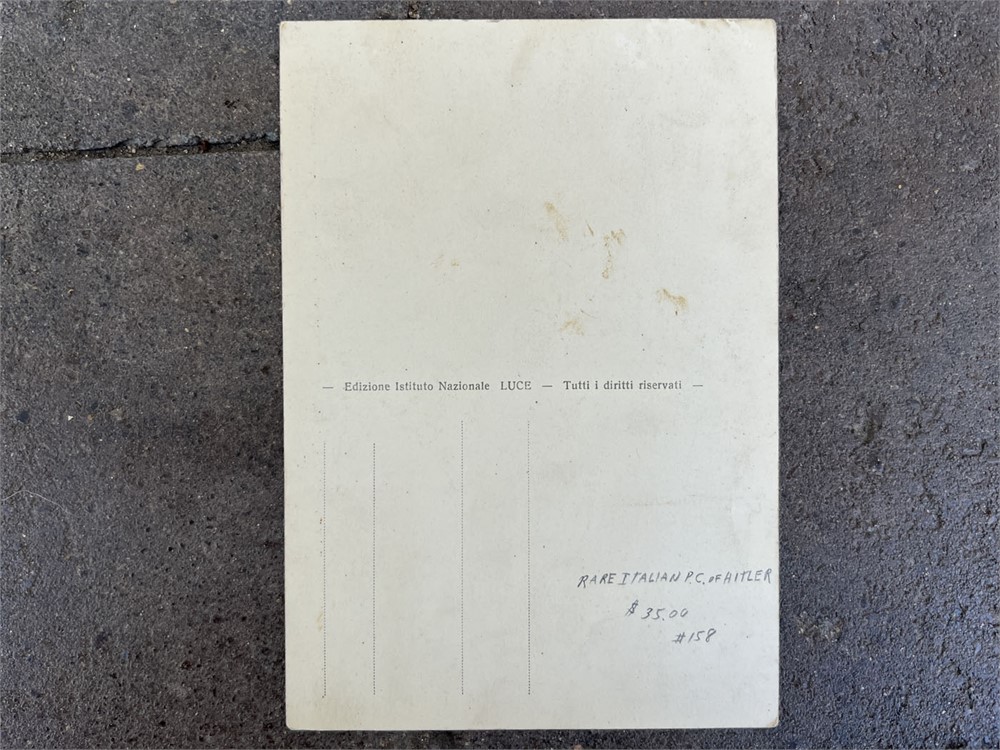 — Edizione Istituto Nazionale LUCE — Tutti i diritti riservati —
RARE ITALIAN P.C. OF HITLER
$ 35.00
#158